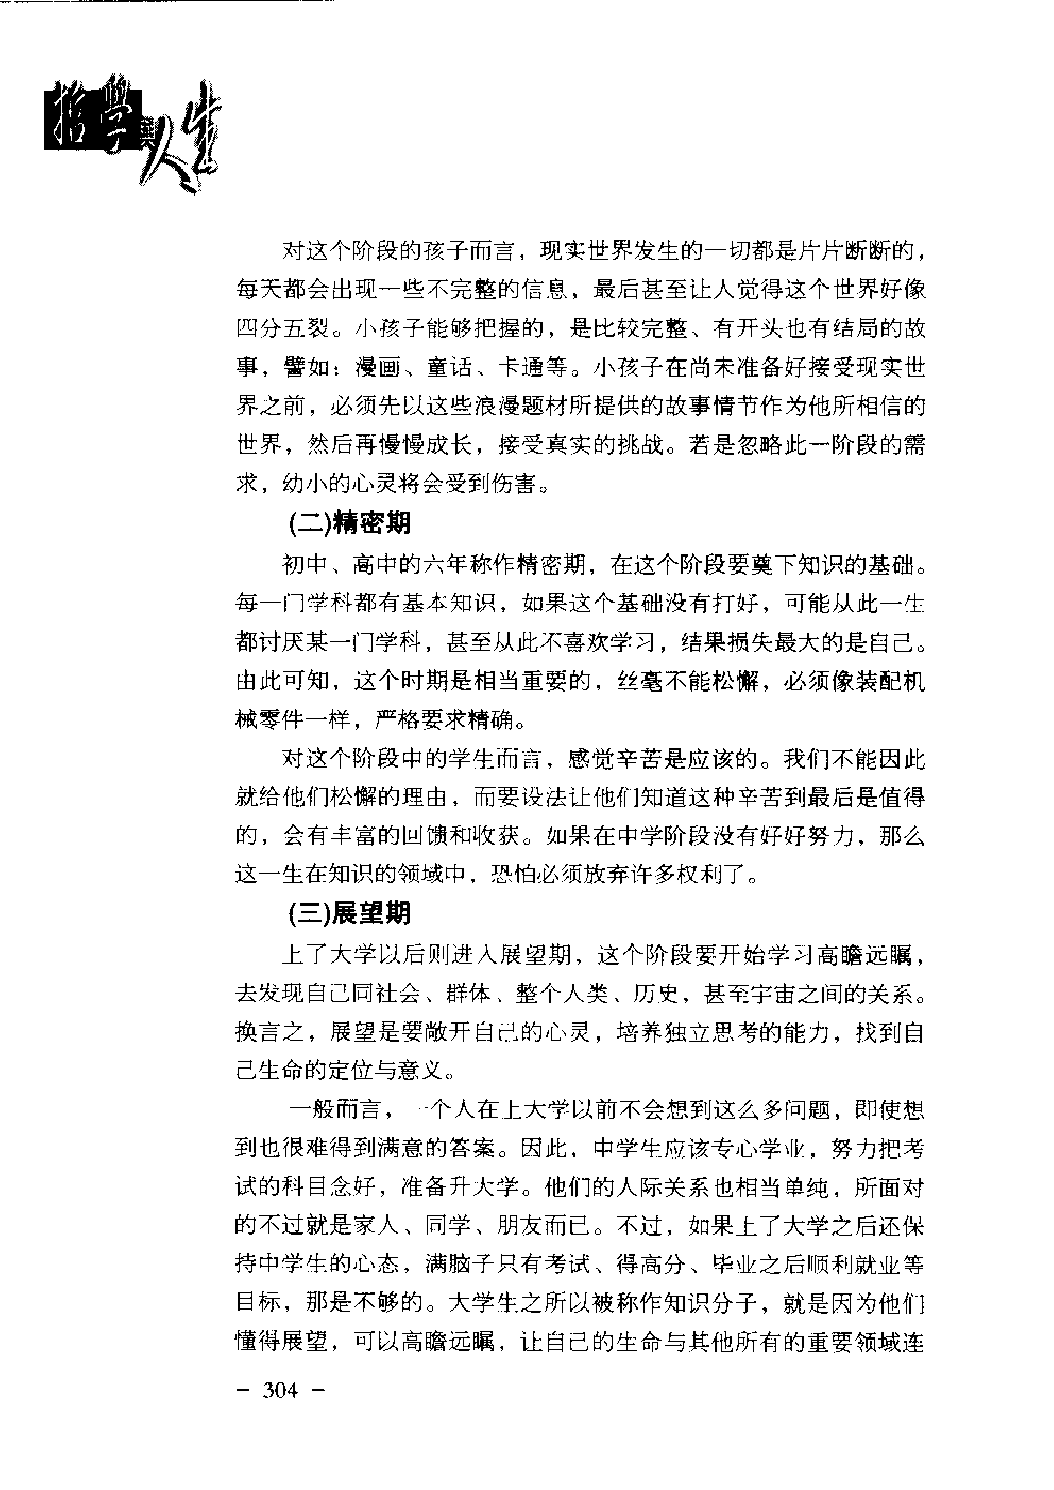 哲学與人生
对这个阶段的孩子而言，现实世界发生的一切都是片片断断的，
每天都会出现一些不完整的信息，最后甚至让人觉得这个世界好像
四分五裂。小孩子能够把握的，是比较完整、有开头也有结局的故
事，譬如：漫画、童话、卡通等。小孩子在尚未准备好接受现实世
界之前，必须先以这些浪漫题材所提供的故事情节作为他所相信的
世界，然后再慢慢成长，接受真实的挑战。若是忽略此一阶段的需
求，幼小的心灵将会受到伤害。
(二)精密期
初中、高中的六年称作精密期，在这个阶段要奠下知识的基础。
每一门学科都有基本知识，如果这个基础没有打好，可能从此一生
都讨厌某一门学科，甚至从此不喜欢学习，结果损失最大的是自己。
由此可知，这个时期是相当重要的，丝毫不能松懈，必须像装配机
械零件一样，严格要求精确。
对这个阶段中的学生而言，感觉辛苦是应该的。我们不能因此
就给他们松懈的理由，而要设法让他们知道这种辛苦到最后是值得
的，会有丰富的回馈和收获。如果在中学阶段没有好好努力，那么
这一生在知识的领域中，恐怕必须放弃许多权利了。
(三)展望期
上了大学以后则进入展望期，这个阶段要开始学习高瞻远瞩，
去发现自己同社会、群体、整个人类、历史，甚至宇宙之间的关系。
换言之，展望是要敞开自己的心灵，培养独立思考的能力，找到自
己生命的定位与意义。
一般而言，一个人在上大学以前不会想到这么多问题，即使想
到也很难得到满意的答案。因此，中学生应该专心学业，努力把考
试的科目念好，准备升大学。他们的人际关系也相当单纯，所面对
的不过就是家人、同学、朋友而已。不过，如果上了大学之后还保
持中学生的心态，满脑子只有考试、得高分、毕业之后顺利就业等
目标，那是不够的。大学生之所以被称作知识分子，就是因为他们
懂得展望，可以高瞻远瞩，让自己的生命与其他所有的重要领域连
- 304 -